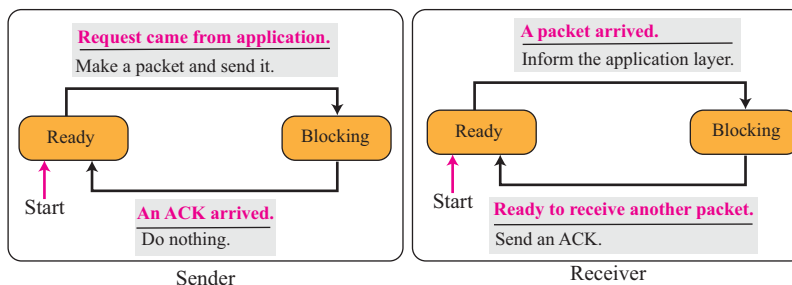 Request came from application.
Make a packet and send it.
Ready
Blocking
Start
An ACK arrived.
Do nothing.
Sender
A packet arrived.
Inform the application layer.
Ready
Blocking
Start
Ready to receive another packet.
Send an ACK.
Receiver